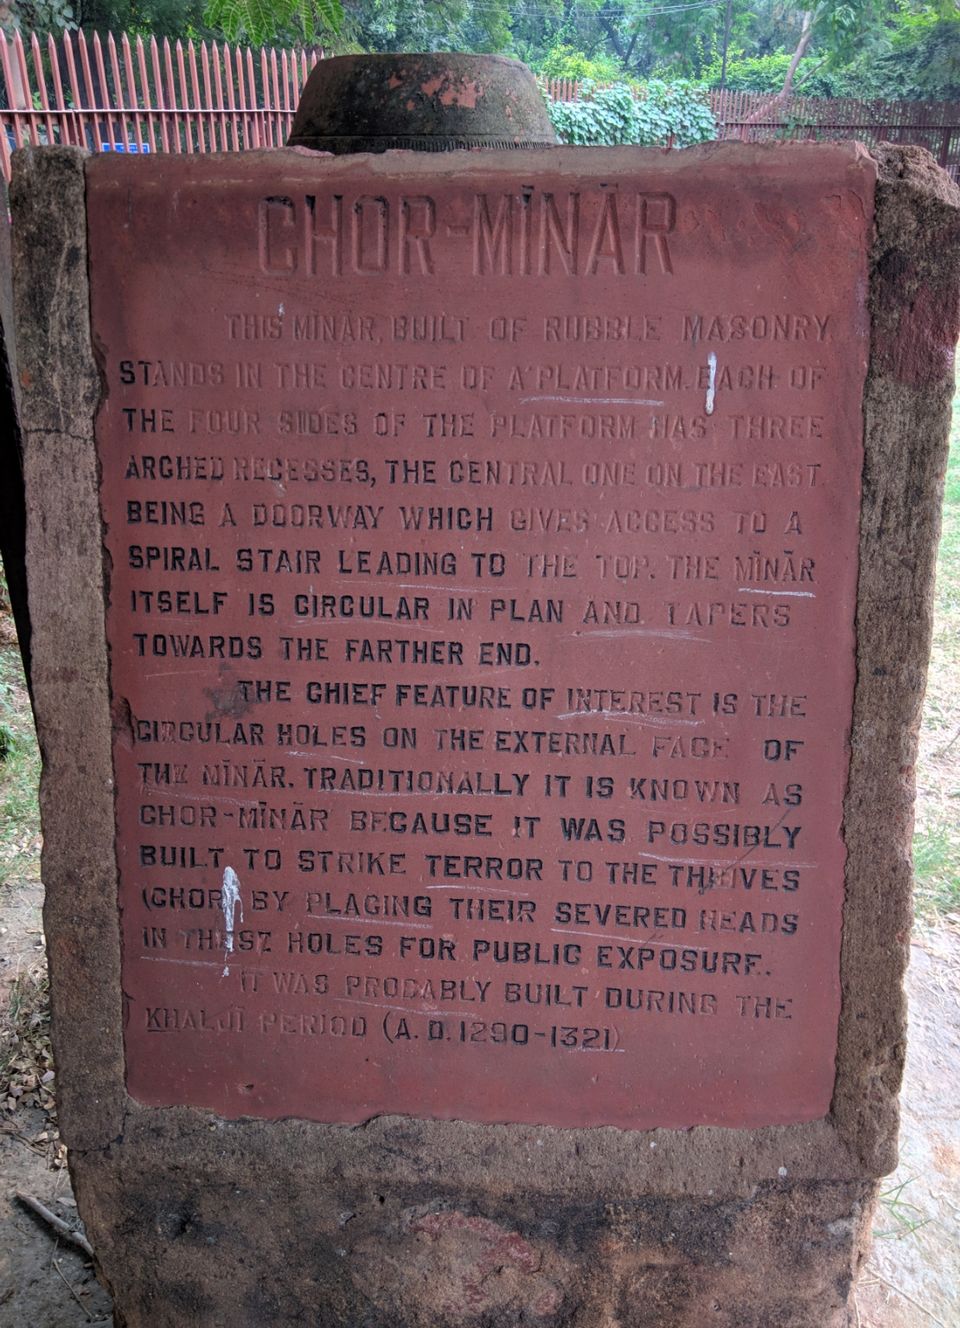 CHOR-MĪNĀR
THIS MĪNĀR, BUILT OF RUBBLE MASONRY,
STANDS IN THE CENTRE OF A PLATFORM. EACH OF
THE FOUR SIDES OF THE PLATFORM HAS THREE
ARCHED RECESSES, THE CENTRAL ONE ON THE EAST
BEING A DOORWAY WHICH GIVES ACCESS TO A
SPIRAL STAIR LEADING TO THE TOP. THE MĪNĀR
ITSELF IS CIRCULAR IN PLAN AND TAPERS
TOWARDS THE FARTHER END.
THE CHIEF FEATURE OF INTEREST IS THE
CIRCULAR HOLES ON THE EXTERNAL FACE OF
THE MĪNĀR. TRADITIONALLY IT IS KNOWN AS
CHOR-MĪNĀR BECAUSE IT WAS POSSIBLY
BUILT TO STRIKE TERROR TO THE THIEVES
(CHOR) BY PLACING THEIR SEVERED HEADS
IN THESE HOLES FOR PUBLIC EXPOSURE.
IT WAS PROBABLY BUILT DURING THE
KHALJĪ PERIOD (A. D. 1290-1321)